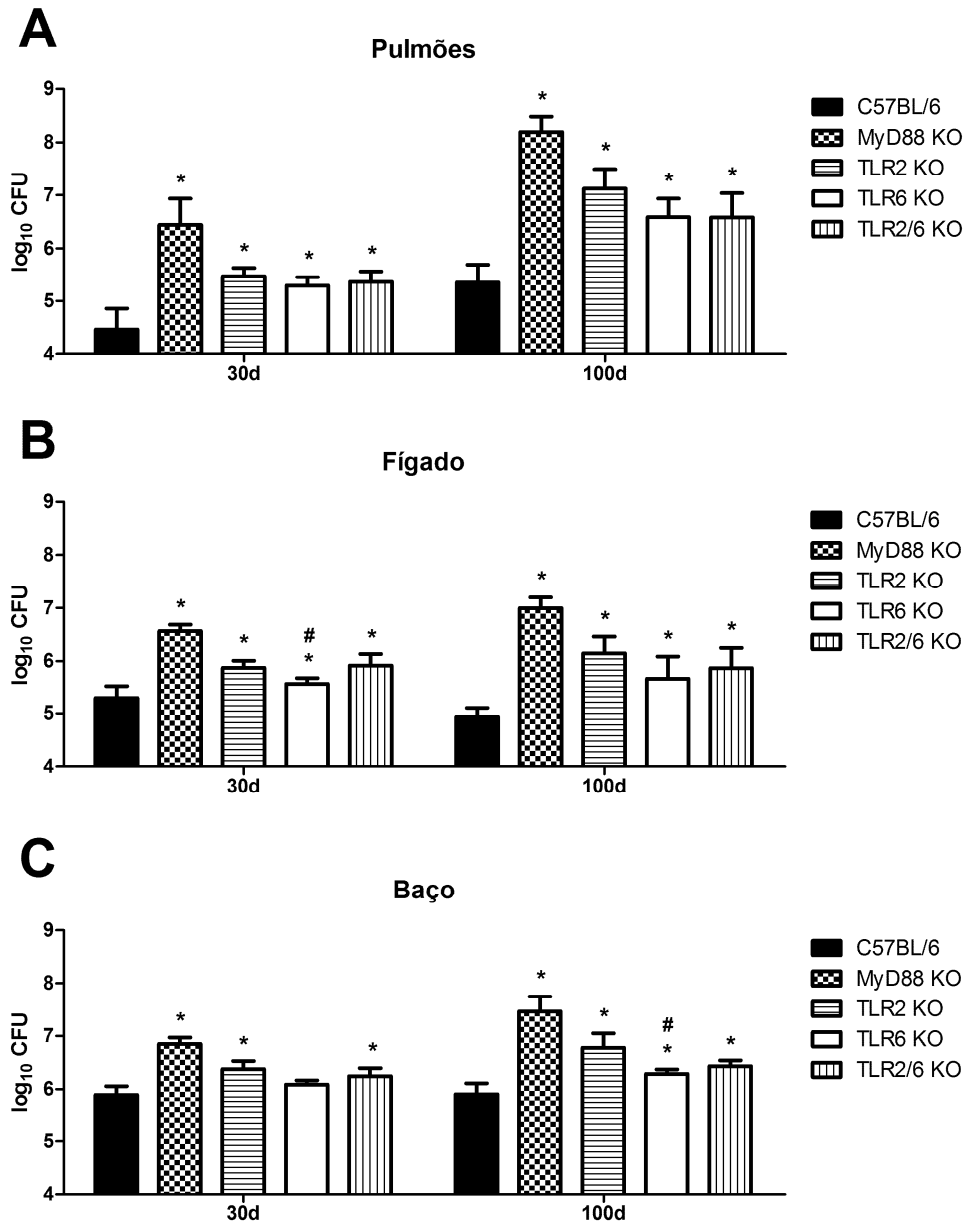 A
Pulmões
log10 CFU
9
8
7
6
5
4
* * * * * * * *
30d 100d
C57BL/6
MyD88 KO
TLR2 KO
TLR6 KO
TLR2/6 KO
B
Fígado
log10 CFU
9
8
7
6
5
4
* * # * * * * * *
30d 100d
C57BL/6
MyD88 KO
TLR2 KO
TLR6 KO
TLR2/6 KO
C
Baço
log10 CFU
9
8
7
6
5
4
* * * * * # * *
30d 100d
C57BL/6
MyD88 KO
TLR2 KO
TLR6 KO
TLR2/6 KO